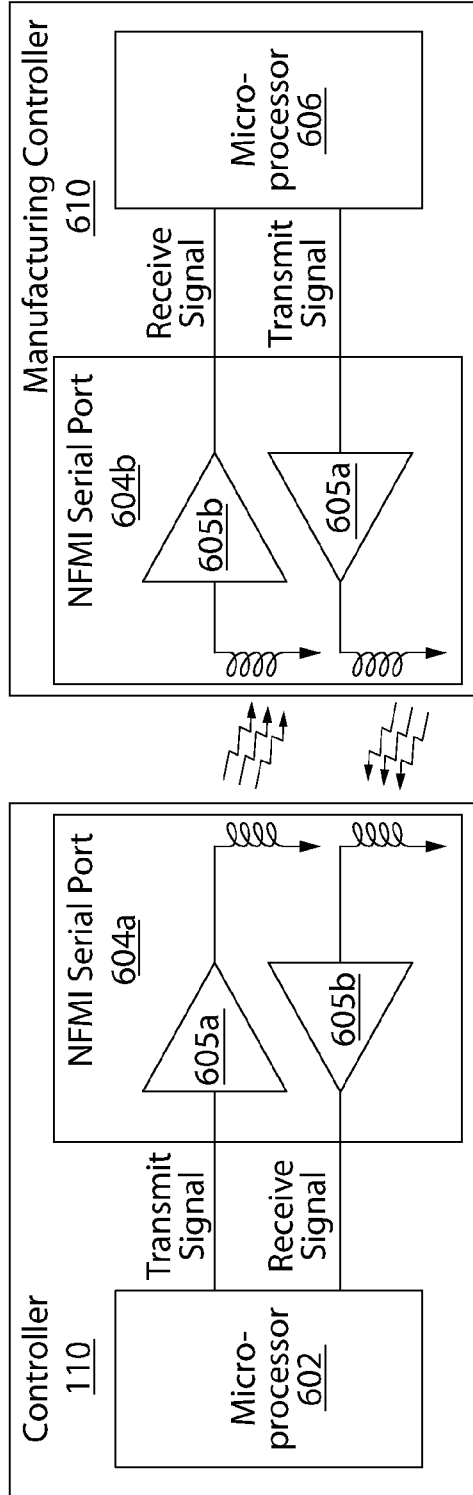 Controller
110
Micro-
processor
602
Transmit
Signal
Receive
Signal
NFMI Serial Port
604a
605a
605b
Manufacturing Controller
610
NFMI Serial Port
604b
605b
605a
Receive
Signal
Transmit
Signal
Micro-
processor
606